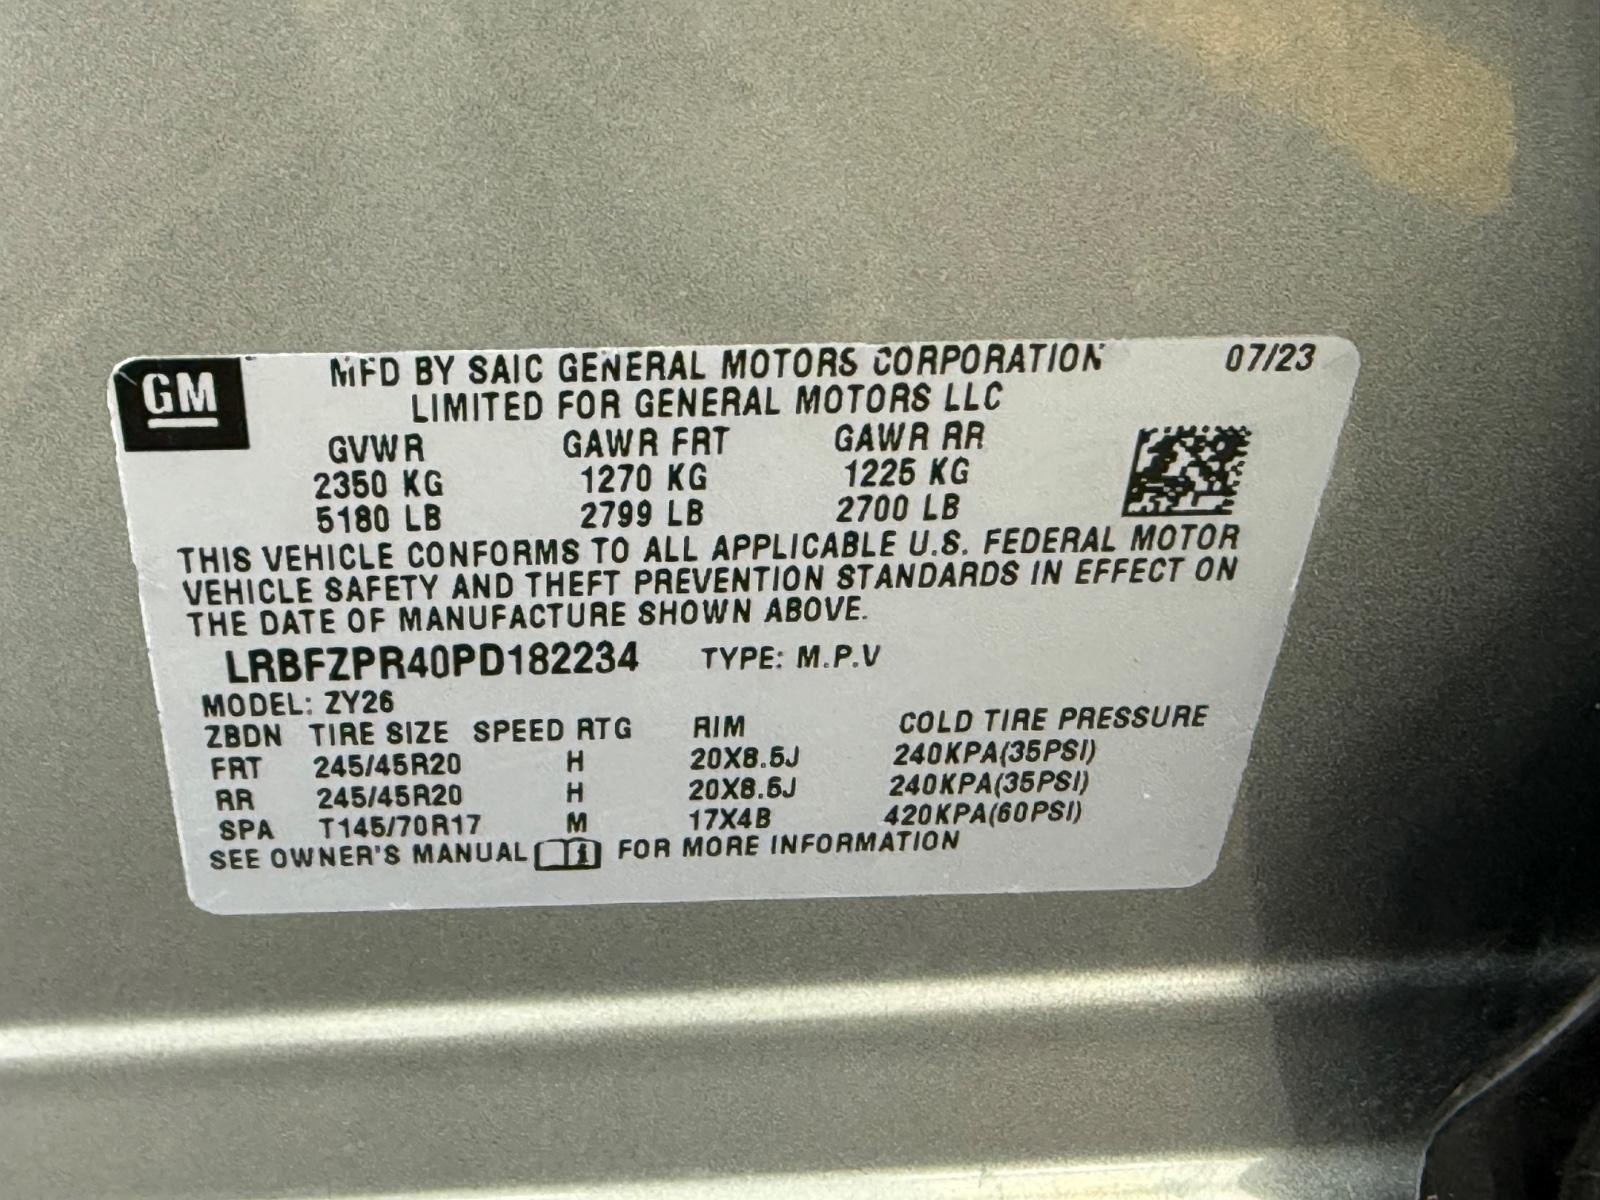 GM
MFD BY SAIC GENERAL MOTORS CORPORATION 07/23
LIMITED FOR GENERAL MOTORS LLC
GVWR GAWR FRT GAWR RR
2350 KG 1270 KG 1225 KG
5180 LB 2799 LB 2700 LB
THIS VEHICLE CONFORMS TO ALL APPLICABLE U.S. FEDERAL MOTOR
VEHICLE SAFETY AND THEFT PREVENTION STANDARDS IN EFFECT ON
THE DATE OF MANUFACTURE SHOWN ABOVE.
LRBFZPR40PD182234 TYPE: M.P.V
MODEL: ZY26
ZBDN TIRE SIZE SPEED RTG RIM COLD TIRE PRESSURE
FRT 245/45R20 H 20X8.5J 240KPA(35PSI)
RR 245/45R20 H 20X8.5J 240KPA(35PSI)
SPA T145/70R17 M 17X4B 420KPA(60PSI)
SEE OWNER'S MANUAL FOR MORE INFORMATION